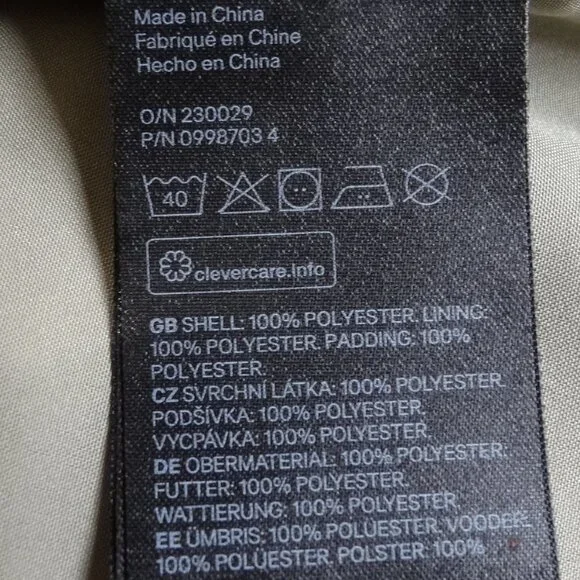 Made in China
Fabriqué en Chine
Hecho en China
O/N 230029
P/N 0998703 4
40
clevercare.info
GB SHELL: 100% POLYESTER. LINING:
100% POLYESTER. PADDING: 100%
POLYESTER.
CZ SVRCHNÍ LÁTKA: 100% POLYESTER.
PODŠÍVKA: 100% POLYESTER.
VYCPÁVKA: 100% POLYESTER.
DE OBERMATERIAL: 100% POLYESTER.
FUTTER: 100% POLYESTER.
WATTIERUNG: 100% POLYESTER.
EE ÜMBRIS: 100% POLÜESTER. VOODER:
100% POLÜESTER. POLSTER: 100%